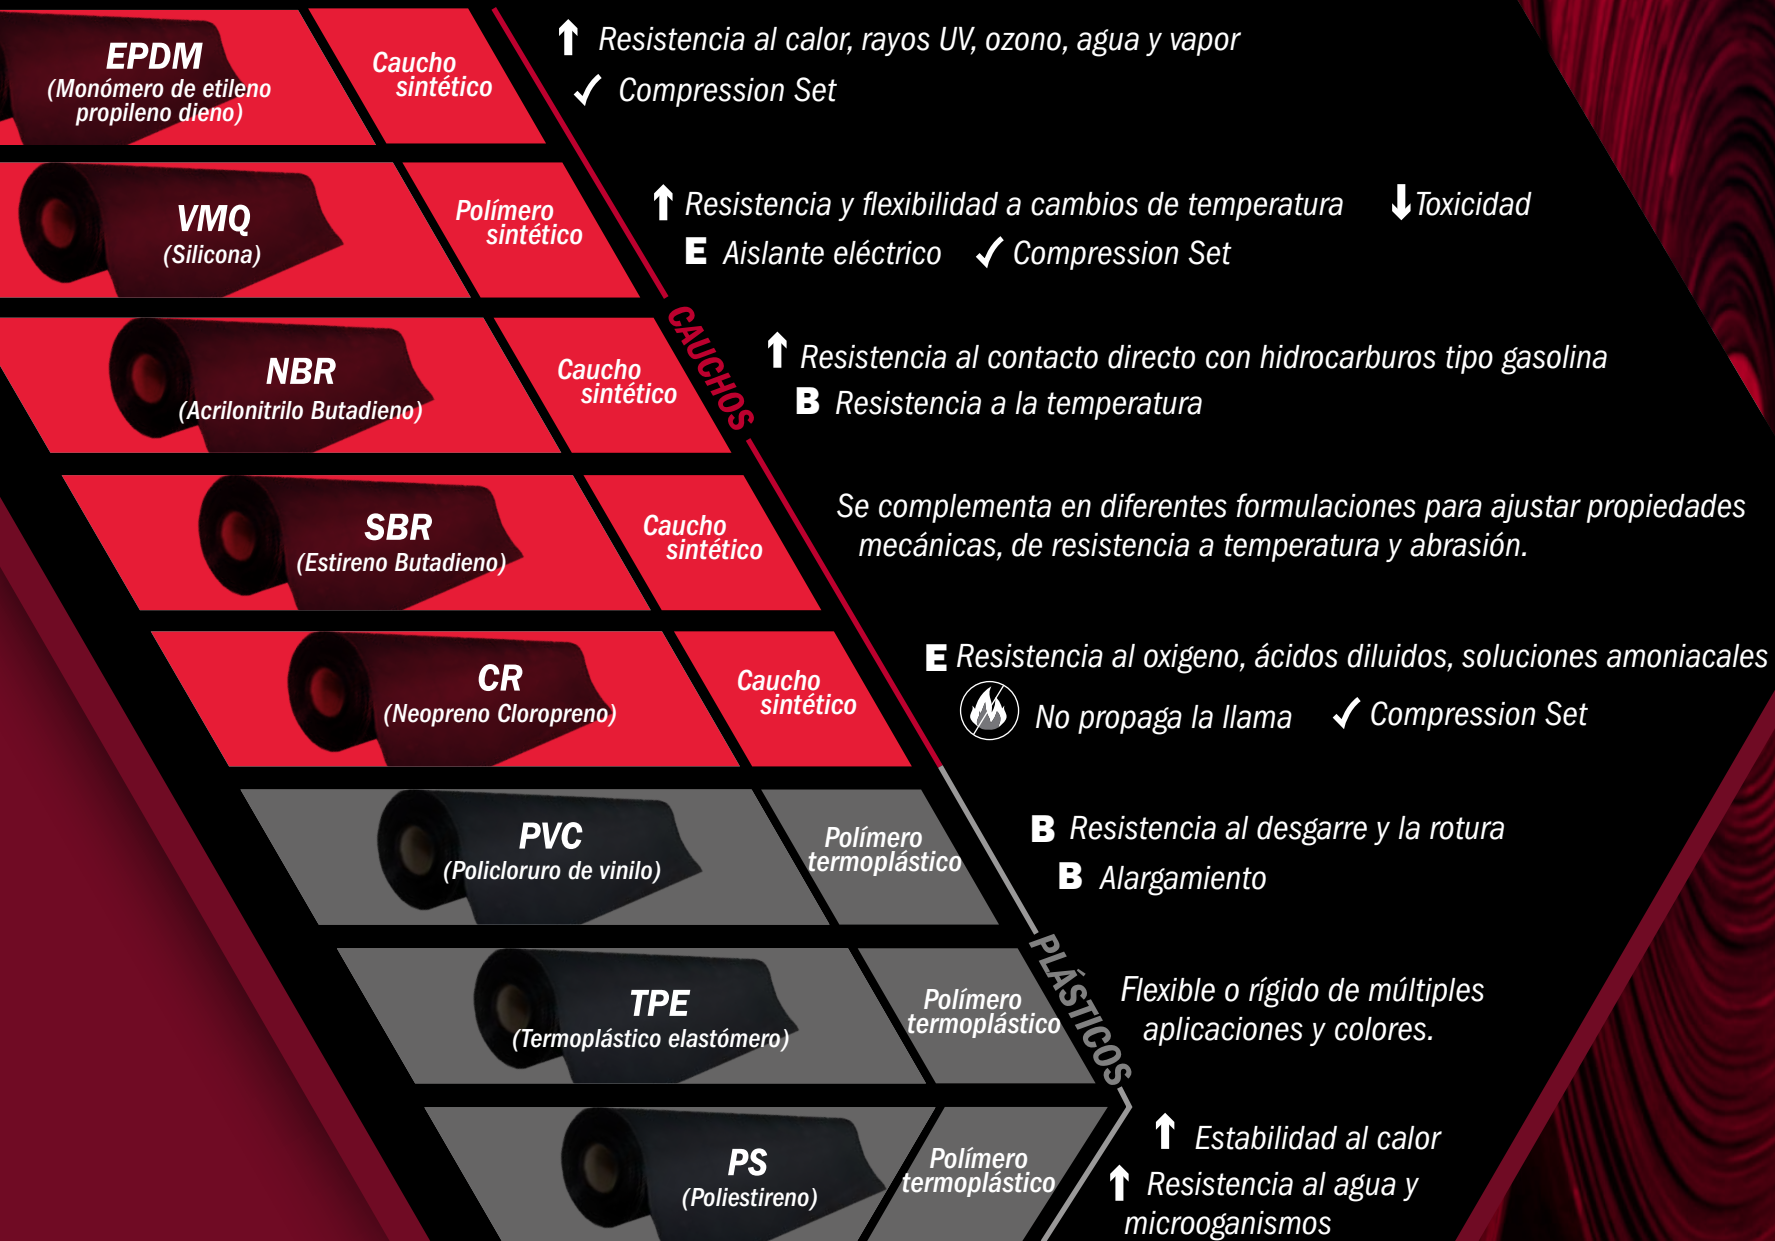 EPDM
(Monómero de etileno
propileno dieno)
Caucho
sintético
Resistencia al calor, rayos UV, ozono, agua y vapor
Compression Set
VMQ
(Silicona)
Polímero
sintético
Resistencia y flexibilidad a cambios de temperatura
Toxicidad
E Aislante eléctrico
Compression Set
CAUCHOS
NBR
(Acrilonitrilo Butadieno)
Caucho
sintético
Resistencia al contacto directo con hidrocarburos tipo gasolina
B Resistencia a la temperatura
SBR
(Estireno Butadieno)
Caucho
sintético
Se complementa en diferentes formulaciones para ajustar propiedades
mecánicas, de resistencia a temperatura y abrasión.
CR
(Neopreno Cloropreno)
Caucho
sintético
E Resistencia al oxigeno, ácidos diluidos, soluciones amoniacales
No propaga la llama
Compression Set
PVC
(Policloruro de vinilo)
Polímero
termoplástico
B Resistencia al desgarre y la rotura
B Alargamiento
PLÁSTICOS
TPE
(Termoplástico elastómero)
Polímero
termoplástico
Flexible o rígido de múltiples
aplicaciones y colores.
PS
(Poliestireno)
Polímero
termoplástico
Estabilidad al calor
Resistencia al agua y
microoganismos